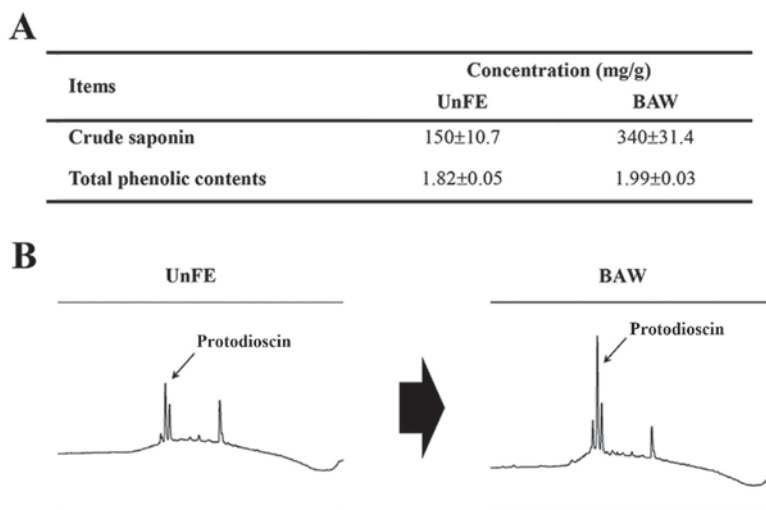 A
Items
Concentration (mg/g)
UnFE BAW
Crude saponin 150±10.7 340±31.4
Total phenolic contents 1.82±0.05 1.99±0.03
B
UnFE BAW
Protodioscin Protodioscin